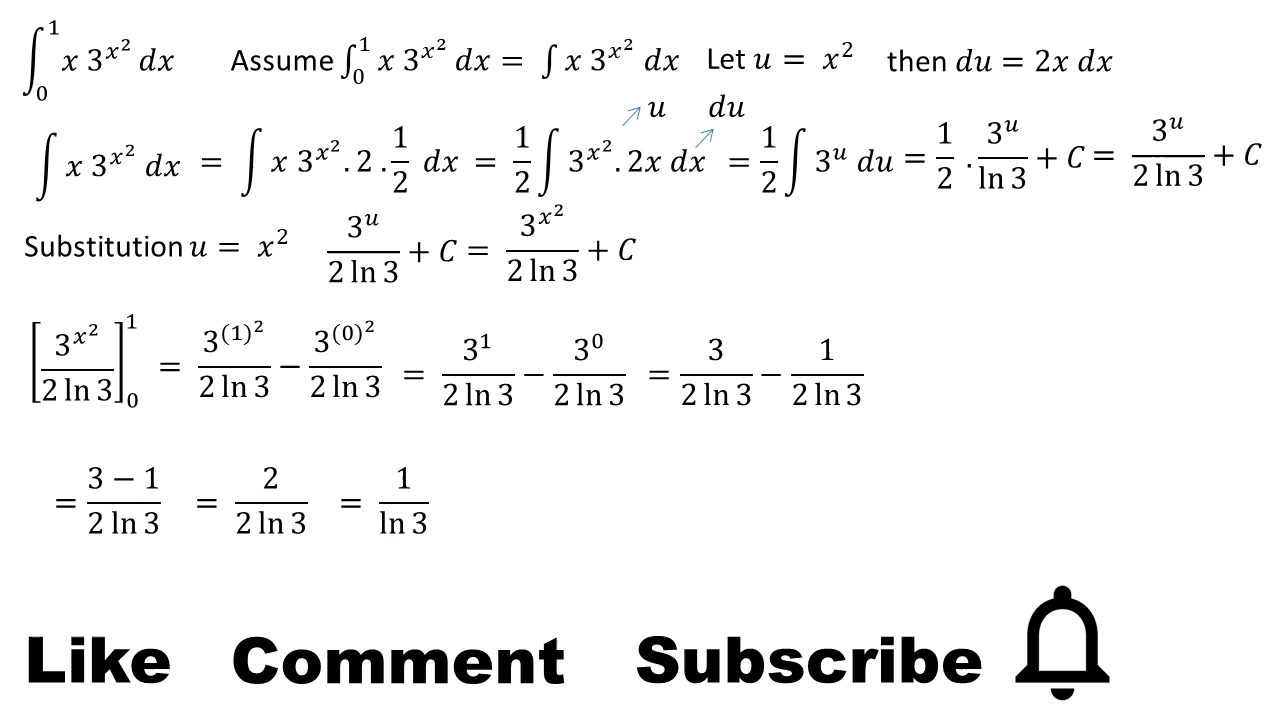 ∫₀¹ x 3^(x²) dx Assume ∫₀¹ x 3^(x²) dx = ∫ x 3^(x²) dx Let u = x² then du = 2x dx
u du
∫ x 3^(x²) dx = ∫ x 3^(x²) . 2 . 1/2 dx = 1/2 ∫ 3^(x²) . 2x dx = 1/2 ∫ 3^u du = 1/2 . 3^u/ln 3 + C = 3^u/(2 ln 3) + C
Substitution u = x² 3^u/(2 ln 3) + C = 3^(x²)/(2 ln 3) + C
[3^(x²)/(2 ln 3)]₀¹ = 3^((1)²)/(2 ln 3) − 3^((0)²)/(2 ln 3) = 3¹/(2 ln 3) − 3⁰/(2 ln 3) = 3/(2 ln 3) − 1/(2 ln 3)
= (3 − 1)/(2 ln 3) = 2/(2 ln 3) = 1/ln 3
Like Comment Subscribe